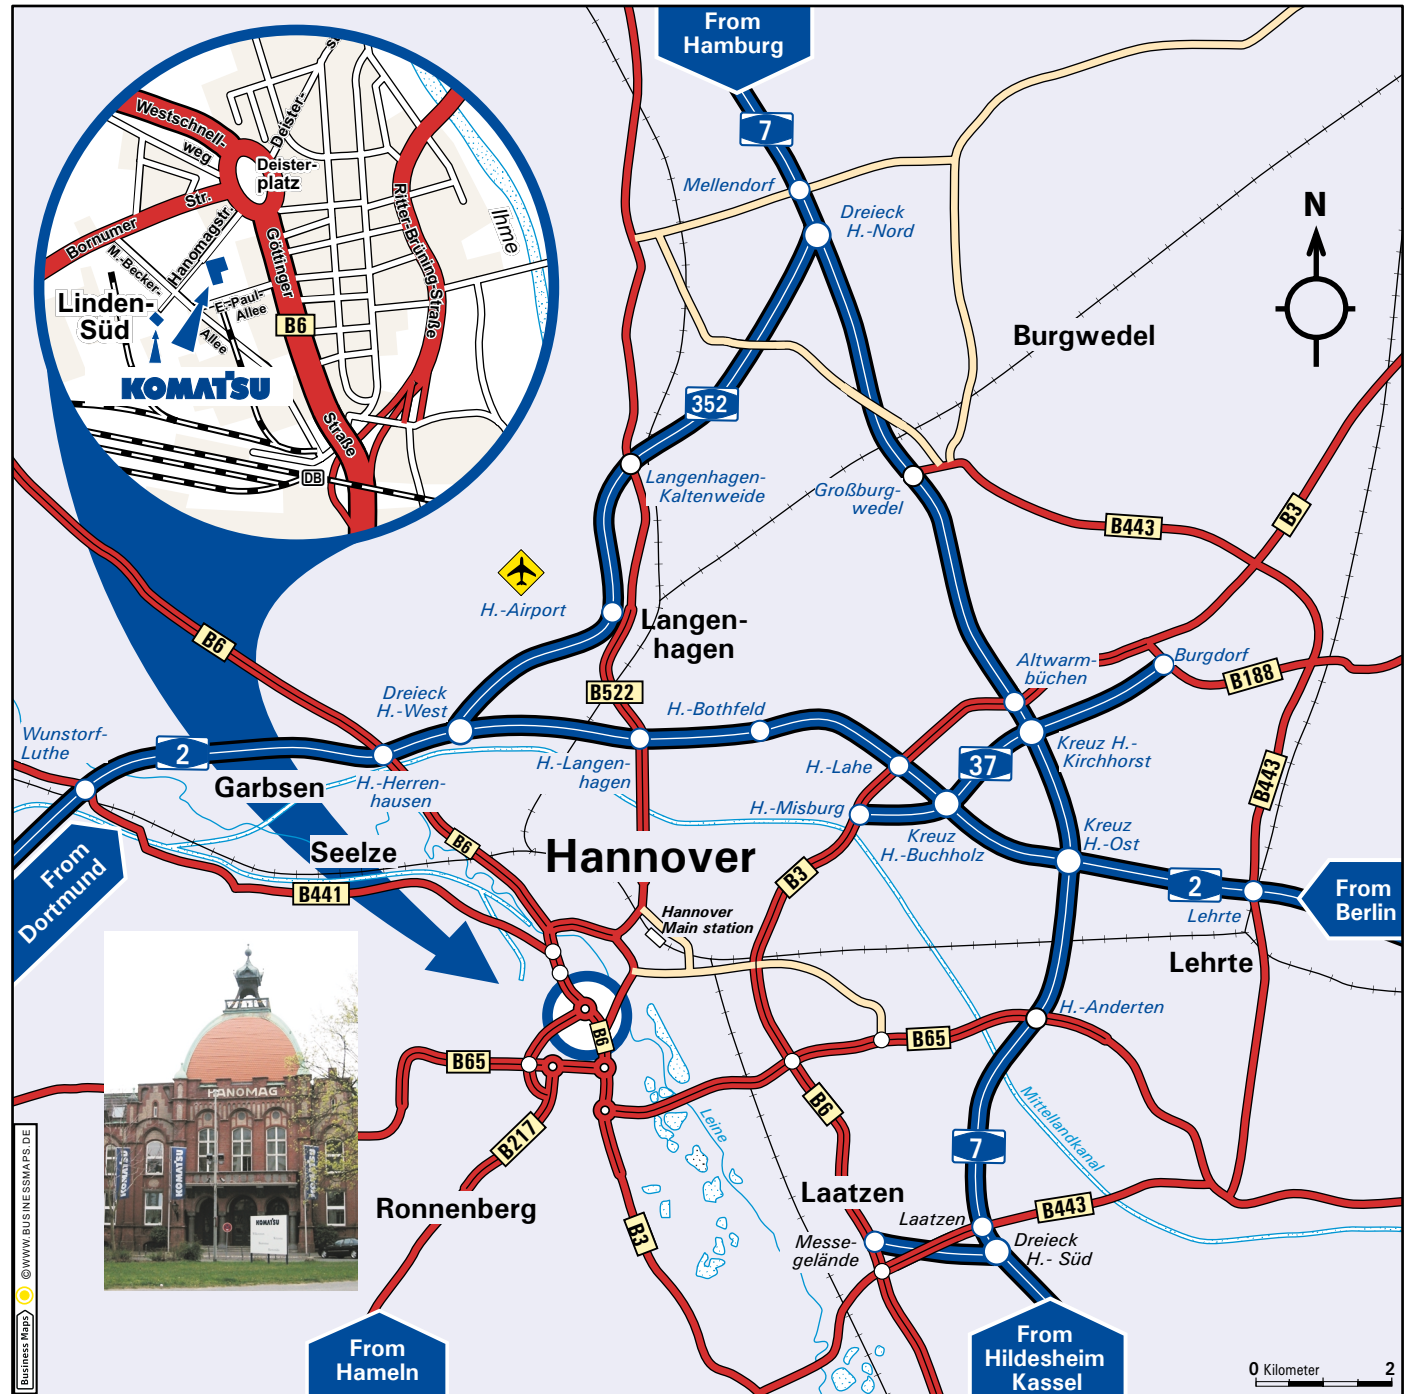 From
Hamburg
7
Mellendorf
Dreieck
H.-Nord
N
Westschnell-
weg
Deister-
Deister-
platz
Bornumer
Str.
Hanomagstr.
M.-Becker-
Allee
E.-Paul-
Allee
Göttinger
Straße
B6
Ritter-Brüning-Straße
Ihme
Linden-
Süd
KOMATSU
DB
Burgwedel
352
Langenhagen-
Kaltenweide
Großburg-
wedel
B443
B3
H.-Airport
Langen-
hagen
B6
B522
Altwarm-
büchen
Burgdorf
B188
Dreieck
H.-West
H.-Bothfeld
Wunstorf-
Luthe
2
Garbsen
H.-Herren-
hausen
H.-Langen-
hagen
H.-Lahe
37
Kreuz H.-
Kirchhorst
B443
H.-Misburg
Kreuz
H.-Buchholz
Kreuz
H.-Ost
From
Dortmund
Seelze
B6
Hannover
B441
B3
2
Lehrte
From
Berlin
Hannover
Main station
Lehrte
H.-Anderten
B6
B65
B65
B6
B217
Leine
Mittellandkanal
7
HANOMAG
KOMATSU
KOMATSU
KOMATSU
KOMATSU
Ronnenberg
B3
Laatzen
Laatzen
B443
Messe-
gelände
Dreieck
H.- Süd
From
Hameln
From
Hildesheim
Kassel
0 Kilometer 2
©WWW.BUSINESSMAPS.DE
Business Maps